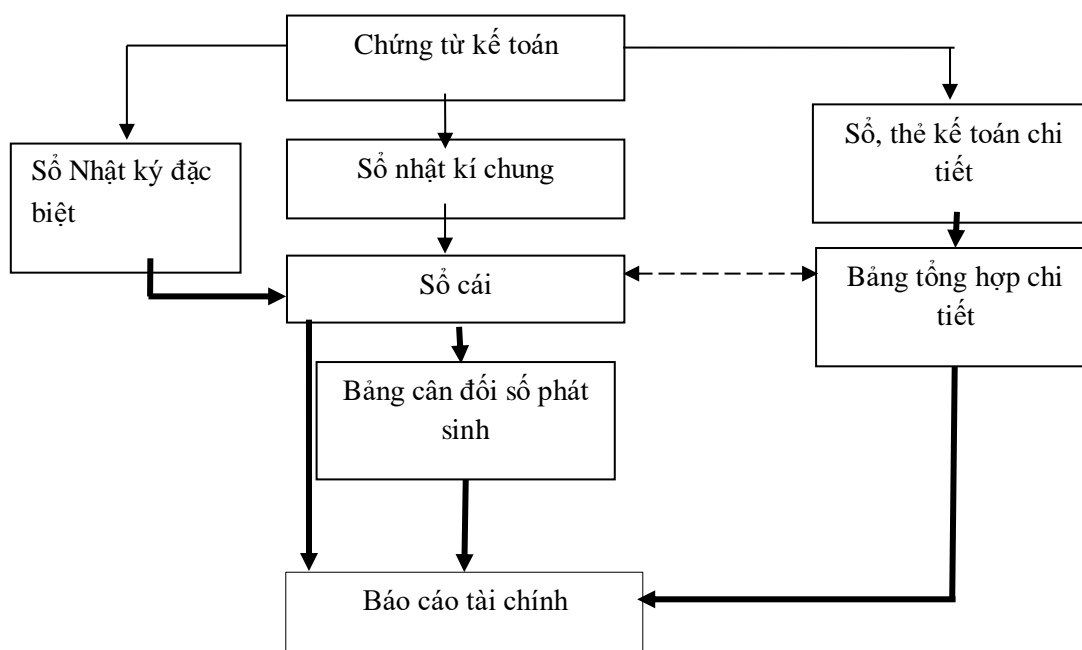 Chứng từ kế toán
Sổ Nhật ký đặc
biệt
Sổ nhật kí chung
Sổ, thẻ kế toán chi
tiết
Sổ cái
Bảng tổng hợp chi
tiết
Bảng cân đối số phát
sinh
Báo cáo tài chính